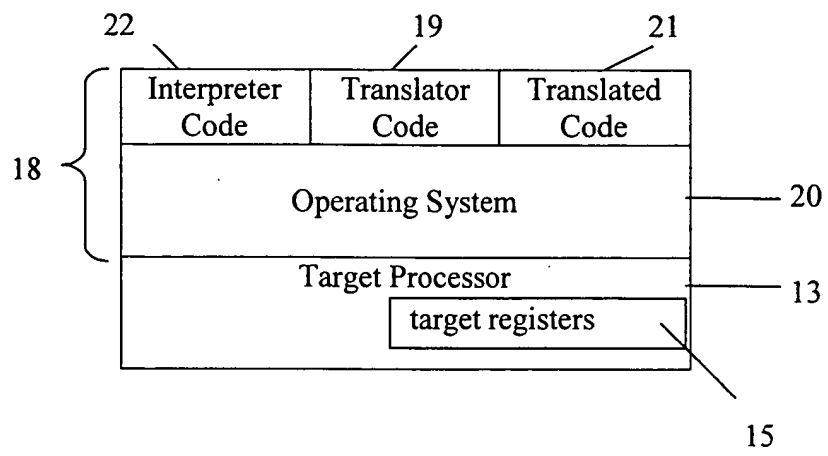 22 19 21
Interpreter Code Translator Code Translated Code
18
Operating System 20
Target Processor 13
target registers
15